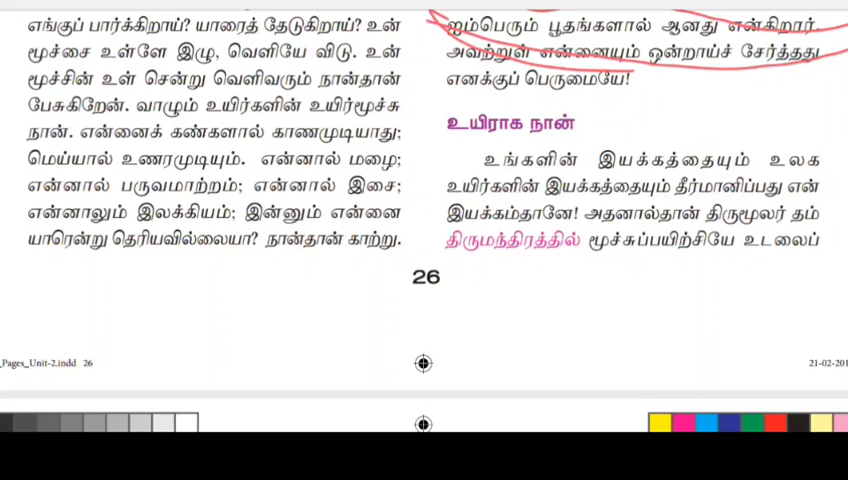 எங்குப் பார்க்கிறாய்? யாரைத் தேடுகிறாய்? உன்
மூச்சை உள்ளே இழு, வெளியே விடு. உன்
மூச்சின் உள் சென்று வெளிவரும் நான்தான்
பேசுகிறேன். வாழும் உயிர்களின் உயிர்மூச்சு
நான். என்னைக் கண்களால் காணமுடியாது;
மெய்யால் உணரமுடியும். என்னால் மழை;
என்னால் பருவமாற்றம்; என்னால் இசை;
என்னாலும் இலக்கியம்; இன்னும் என்னை
யாரென்று தெரியவில்லையா? நான்தான் காற்று.
ஐம்பெரும் பூதங்களால் ஆனது என்கிறார்.
அவற்றுள் என்னையும் ஒன்றாய்ச் சேர்த்தது
எனக்குப் பெருமையே!
உயிராக நான்
உங்களின் இயக்கத்தையும் உலக
உயிர்களின் இயக்கத்தையும் தீர்மானிப்பது என்
இயக்கம்தானே! அதனால்தான் திருமூலர் தம்
திருமந்திரத்தில் மூச்சுப்பயிற்சியே உடலைப்
26
_Pages_Unit-2.indd 26
21-02-201